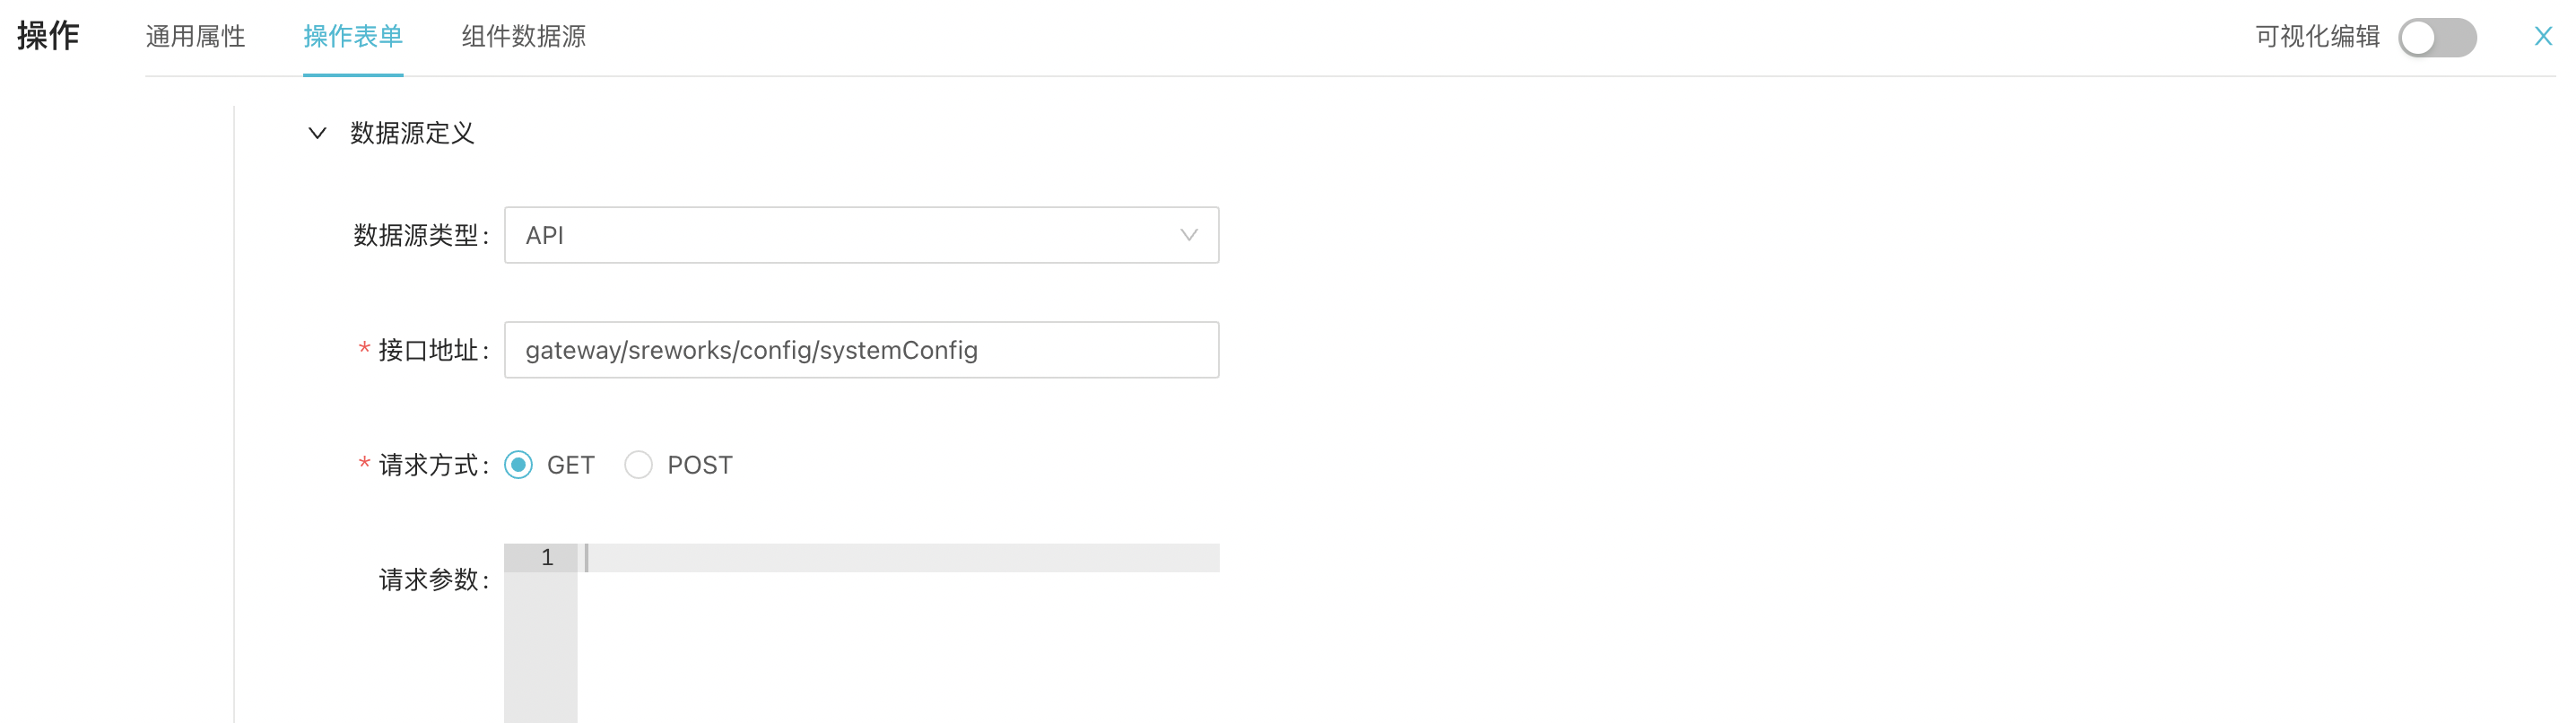 操作 通用属性 操作表单 组件数据源 可视化编辑 X
数据源定义
数据源类型: API
* 接口地址: gateway/sreworks/config/systemConfig
* 请求方式: GET POST
1
请求参数: